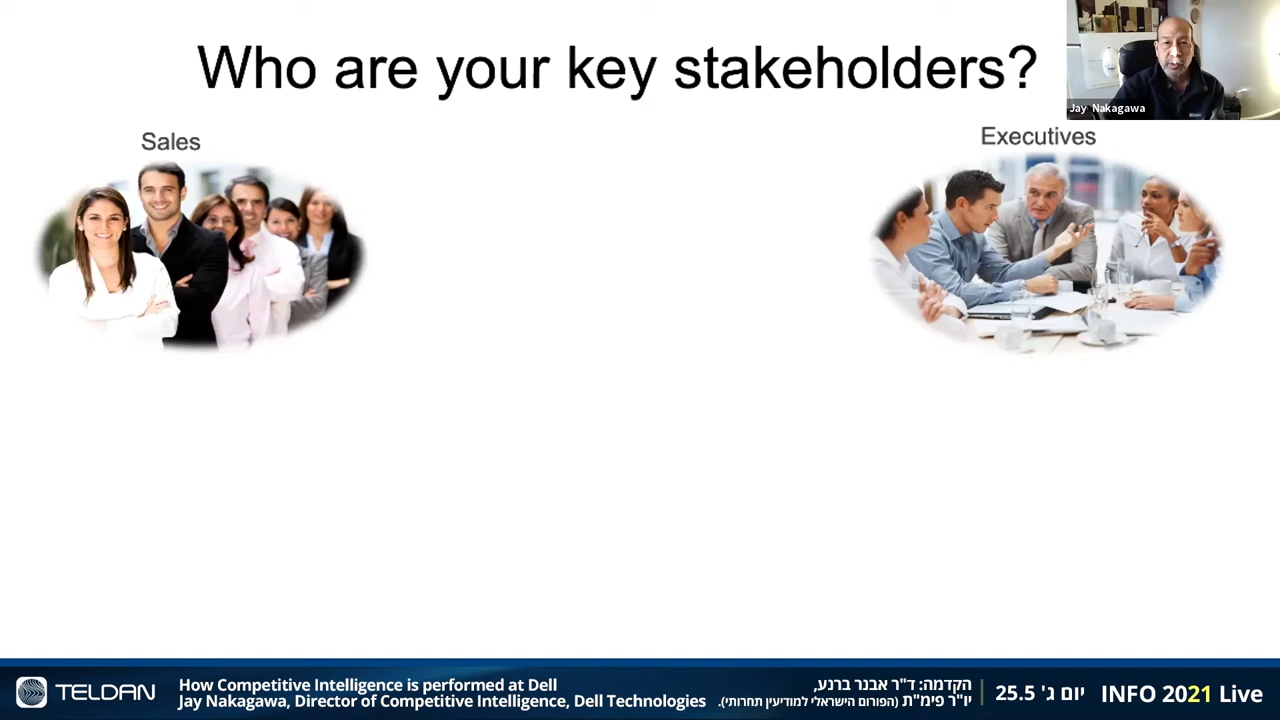 Who are your key stakeholders?
Jay Nakagawa
Sales
Executives
TELDAN
How Competitive Intelligence is performed at Dell
Jay Nakagawa, Director of Competitive Intelligence, Dell Technologies
הקדמה: ד"ר אבנר ברנע,
יו"ר פימ"ת (הפורום הישראלי למודיעין תחרותי).
יום ג' 25.5
INFO 2021 Live